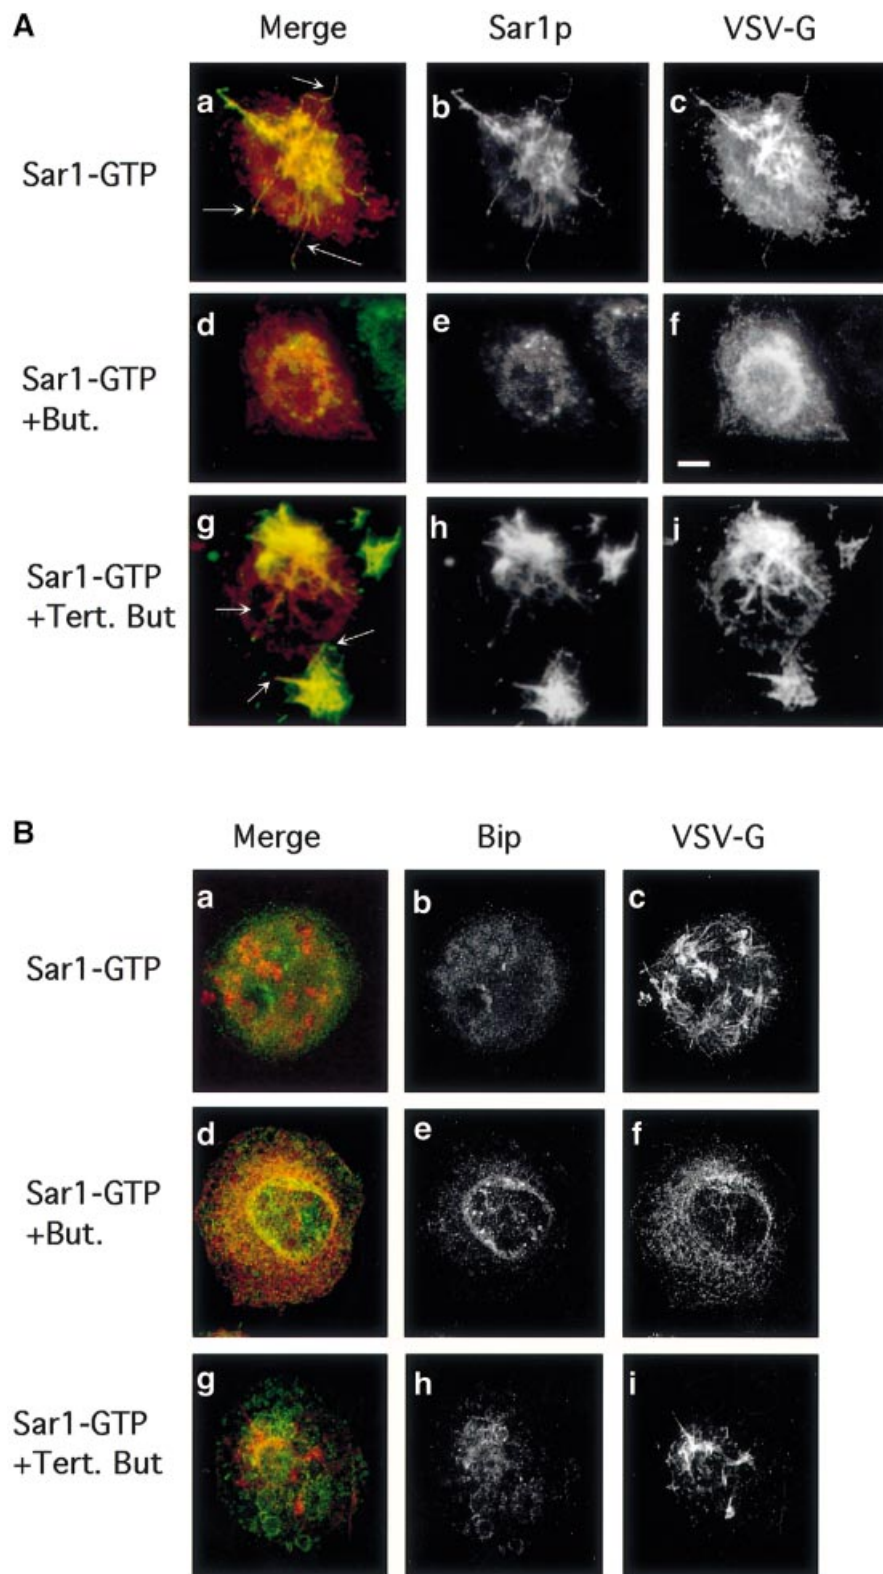 A
Merge Sar1p VSV-G
Sar1-GTP
a b c
Sar1-GTP
+But.
d e f
Sar1-GTP
+Tert. But
g h i
B
Merge Bip VSV-G
Sar1-GTP
a b c
Sar1-GTP
+But.
d e f
Sar1-GTP
+Tert. But
g h i